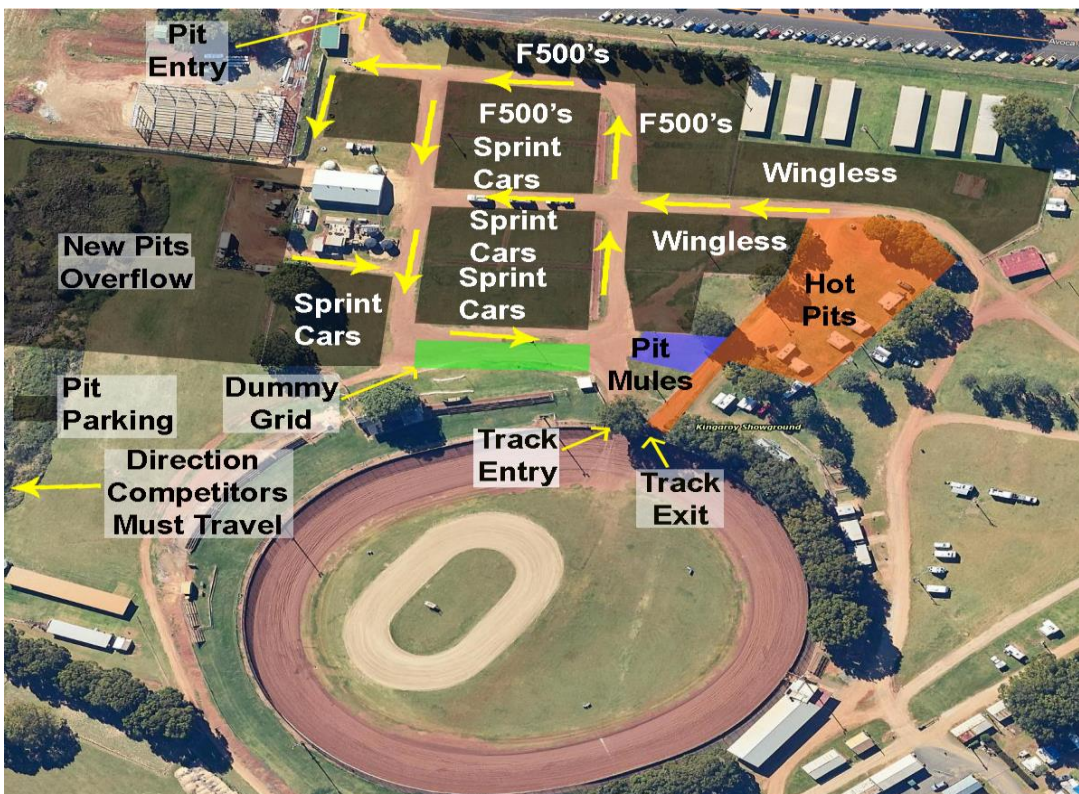 Pit
Entry
F500's
Avocat
F500's
F500's
Sprint
Cars
Wingless
Sprint
Cars
Wingless
New Pits
Overflow
Sprint
Cars
Sprint
Cars
Hot
Pits
Pit
Mules
Pit
Parking
Dummy
Grid
Kingaroy Showground
Track
Entry
Direction
Competitors
Must Travel
Track
Exit